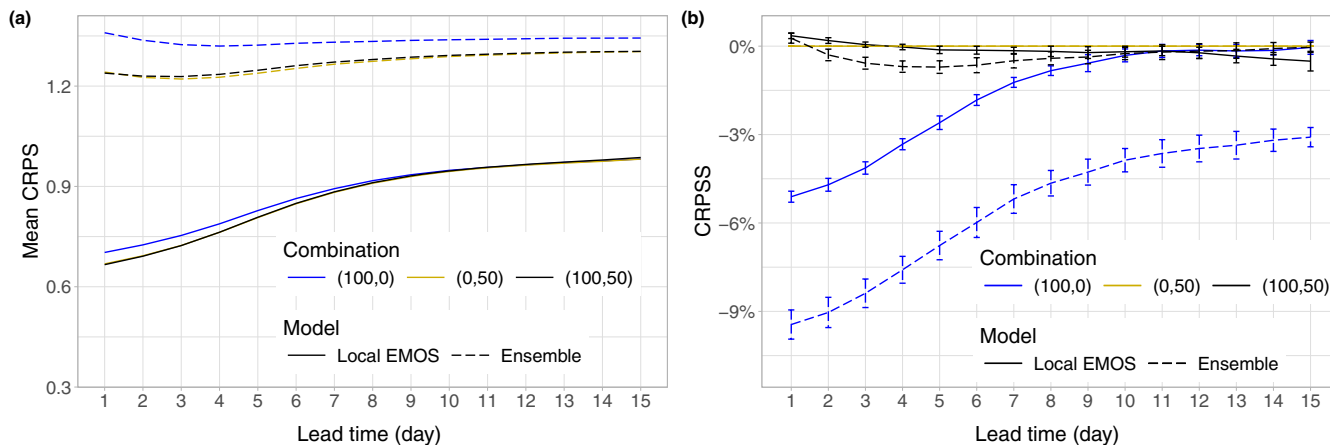 (a)
Mean CRPS
1.2
0.9
0.6
0.3
Combination
(100,0) (0,50) (100,50)
Model
Local EMOS Ensemble
1 2 3 4 5 6 7 8 9 10 11 12 13 14 15
Lead time (day)
(b)
CRPSS
0%
−3%
−6%
−9%
Combination
(100,0) (0,50) (100,50)
Model
Local EMOS Ensemble
1 2 3 4 5 6 7 8 9 10 11 12 13 14 15
Lead time (day)